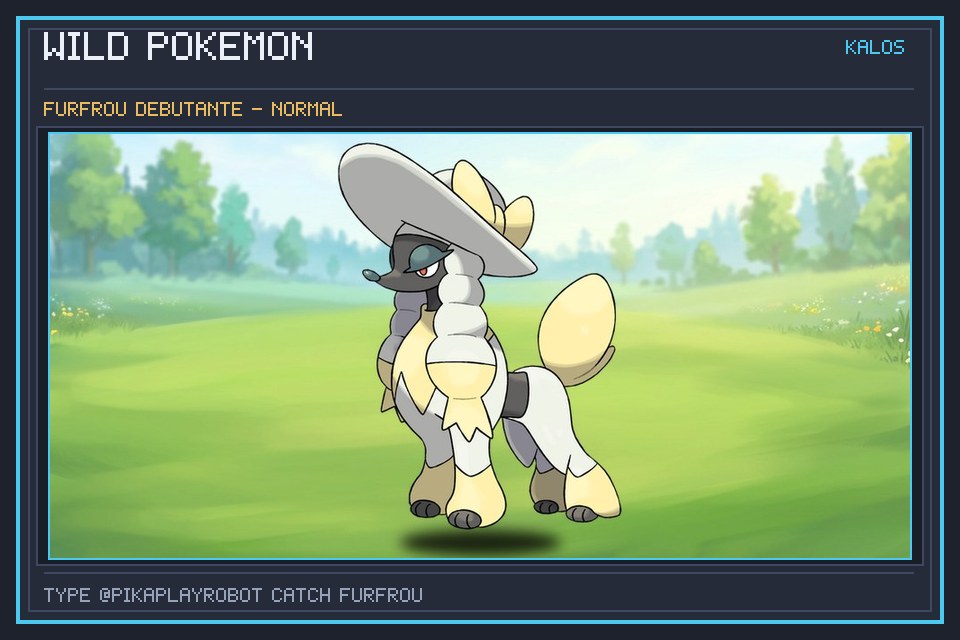 WILD POKEMON
KALOS
FURFROU DEBUTANTE - NORMAL
TYPE @PIKAPLAYROBOT CATCH FURFROU